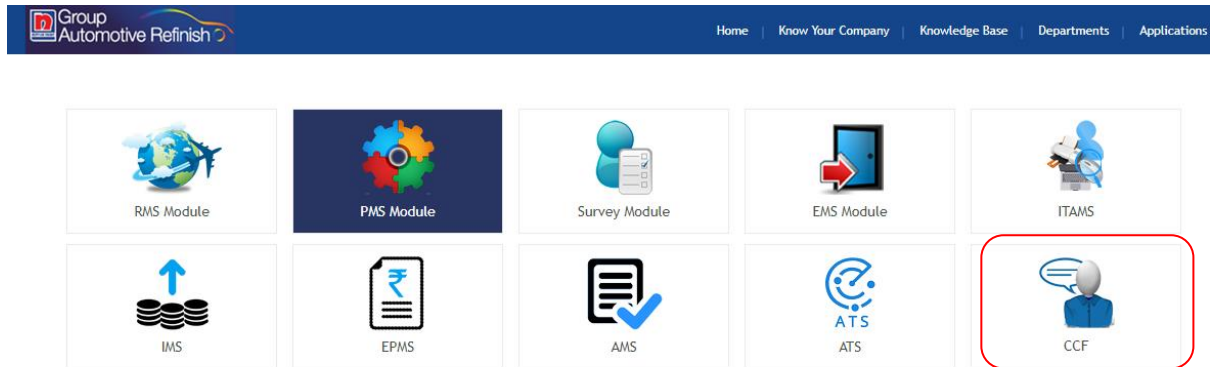 Group
Automotive Refinish
Home | Know Your Company | Knowledge Base | Departments | Applications
RMS Module
PMS Module
Survey Module
EMS Module
ITAMS
₹
ATS
IMS
EPMS
AMS
ATS
CCF